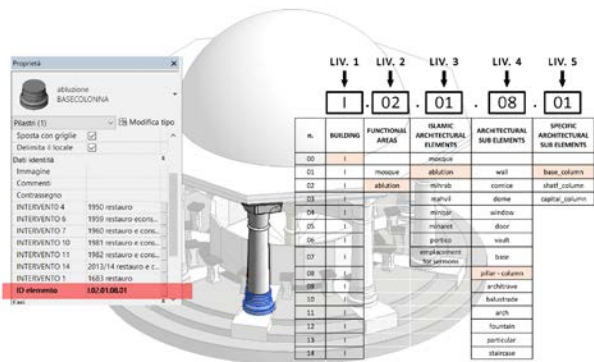 Proprietà
abluzione
BASECOLONNA
Pilastri (1)
Modifica tipo
Sposta con griglie
Delimita il locale
Dati identità
Immagine
Commenti
Contrassegno
INTERVENTO 4 1950 restauro
INTERVENTO 6 1959 restauro econs...
INTERVENTO 7 1960 restauro e cons...
INTERVENTO 10 1981 restauro e cons...
INTERVENTO 11 1982 restauro e cons...
INTERVENTO 14 2013/14 restauro e c...
INTERVENTO 1 1683 restauro
ID elemento I.02.01.08.01
Fasi
LIV. 1 LIV. 2 LIV. 3 LIV. 4 LIV. 5
I . 02 . 01 . 08 . 01
n. BUILDING FUNCTIONAL AREAS ISLAMIC ARCHITECTURAL ELEMENTS ARCHITECTURAL SUB ELEMENTS SPECIFIC ARCHITECTURAL SUB ELEMENTS
00 I mosque
01 I mosque ablution wall base_column
02 I ablution mihrab cornice shatf_column
03 I mahvil dome capital_column
04 I minbar window
05 I minaret door
06 I portico vault
07 I emplacement for sermons base
08 I pillar - column
09 I architrave
10 I balustrade
11 I arch
12 I fountain
13 I particular
14 I staircase